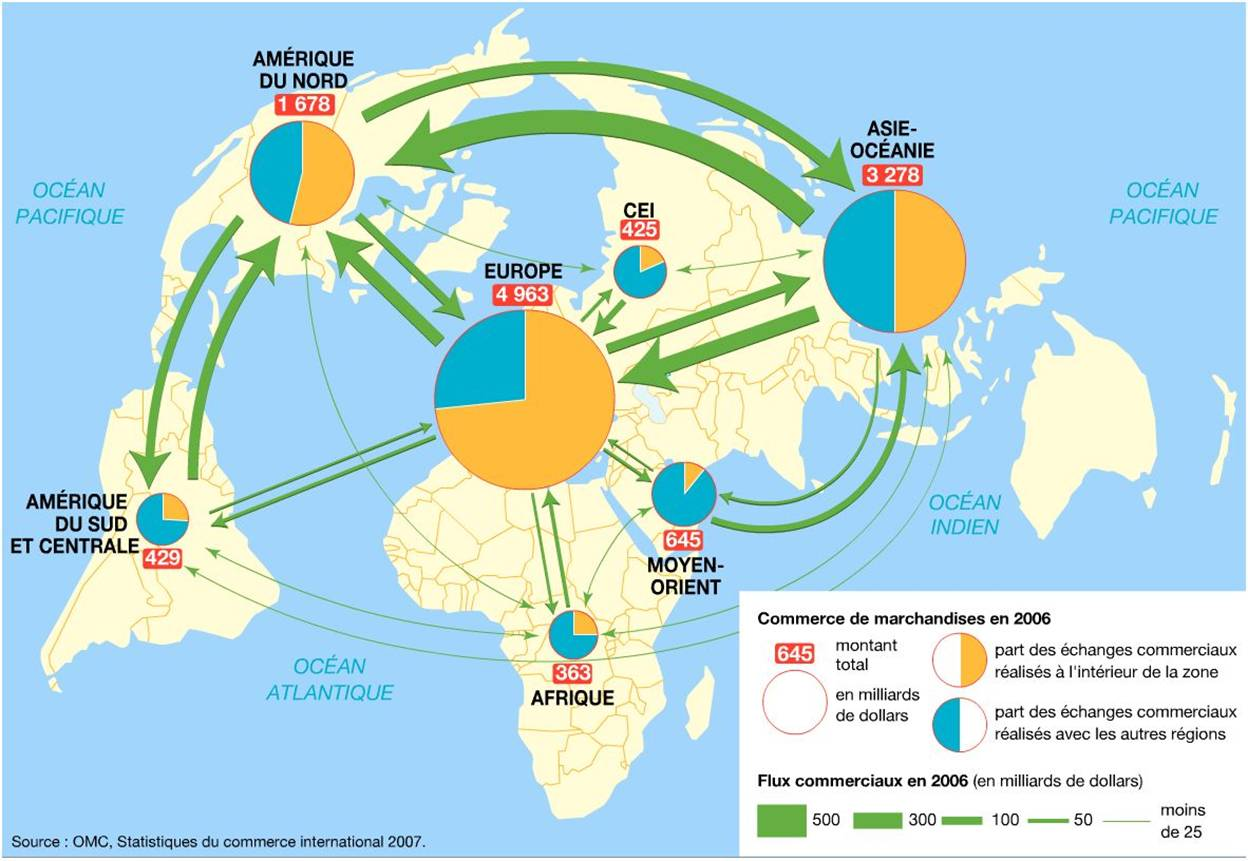 AMÉRIQUE
DU NORD
1 678
ASIE-
OCÉANIE
3 278
OCÉAN
PACIFIQUE
OCÉAN
PACIFIQUE
CEI
425
EUROPE
4 963
AMÉRIQUE
DU SUD
ET CENTRALE
429
OCÉAN
INDIEN
645
MOYEN-
ORIENT
OCÉAN
ATLANTIQUE
363
AFRIQUE
Commerce de marchandises en 2006
645
montant
total
en milliards
de dollars
part des échanges commerciaux
réalisés à l'intérieur de la zone
part des échanges commerciaux
réalisés avec les autres régions
Flux commerciaux en 2006 (en milliards de dollars)
500 300 100 50 moins
de 25
Source : OMC, Statistiques du commerce international 2007.